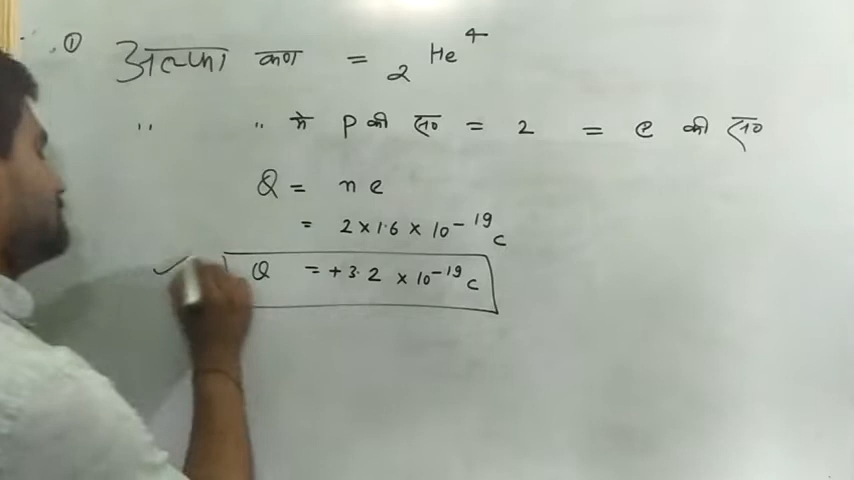 ① अल्फा कण = ₂He⁴
" " मे P की सं० = 2 = e की सं०
Q = n e
= 2 × 1.6 × 10⁻¹⁹ C
Q = + 3.2 × 10⁻¹⁹ C